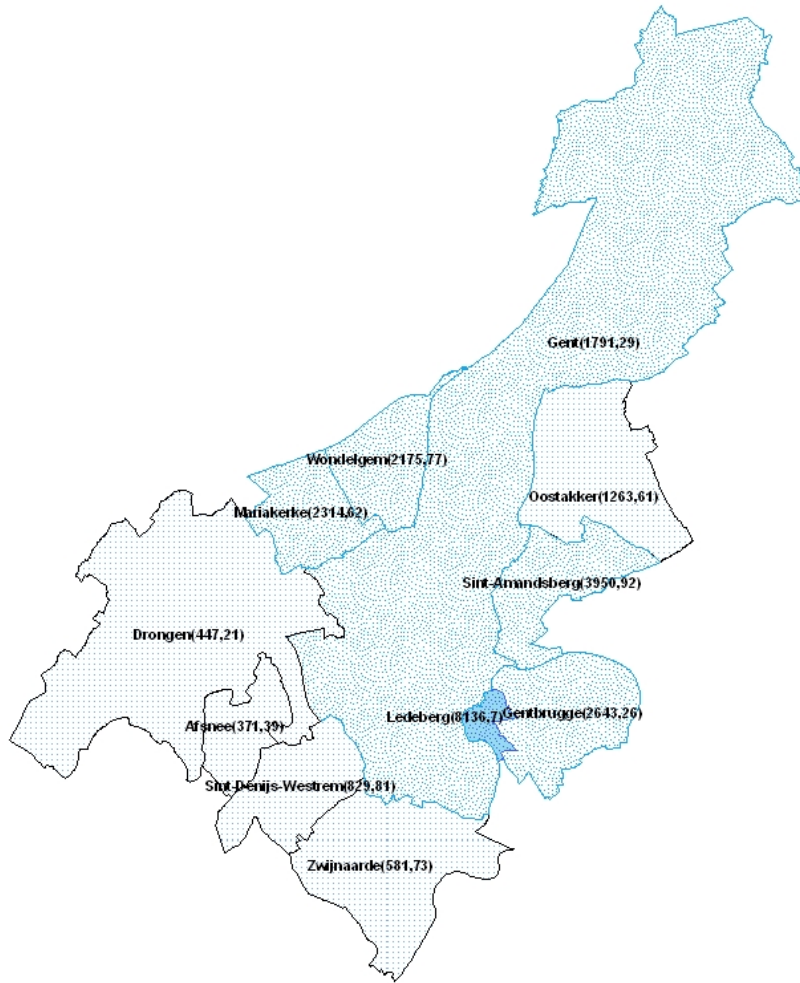 Gent(1791,29)
Wondelgem(2175,77)
Oostakker(1263,61)
Mariakerke(2314,62)
Sint-Amandsberg(3950,92)
Drongen(447,21)
Ledeberg(8136,7)
Gentbrugge(2643,26)
Afsnee(371,39)
Sint-Denijs-Westrem(829,81)
Zwijnaarde(581,73)